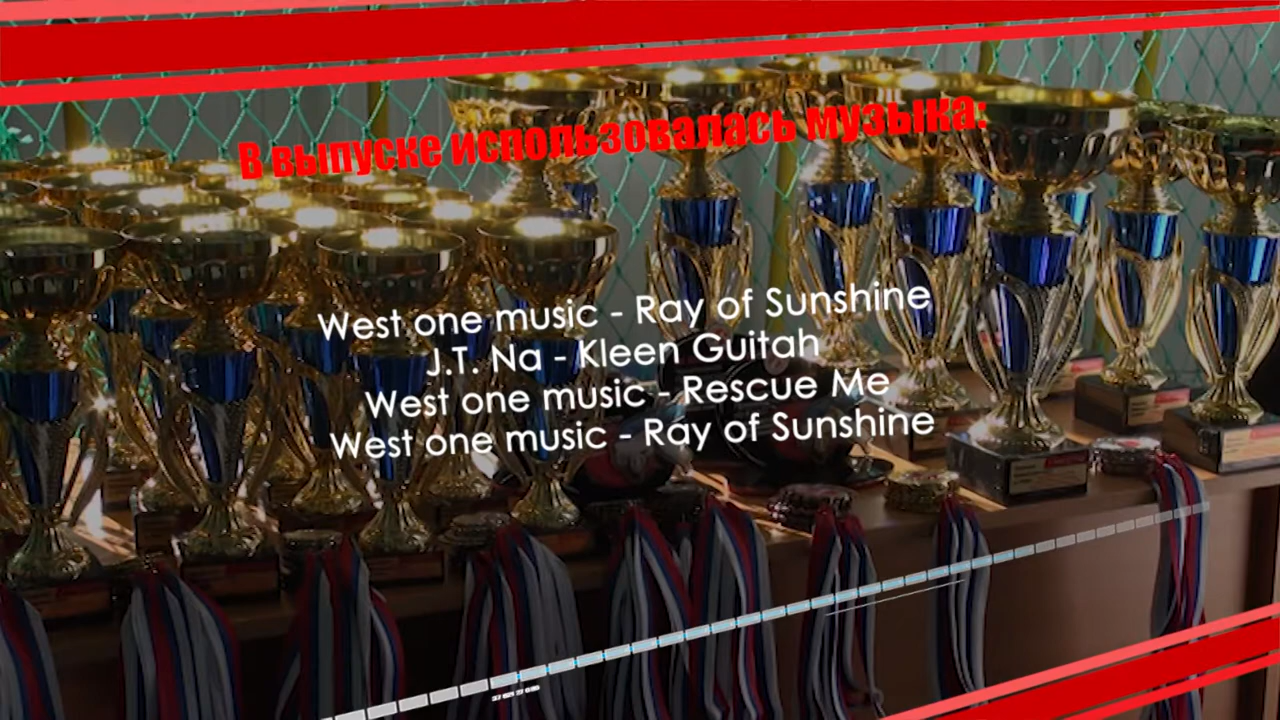 В выпуске использовалась музыка:
West one music - Ray of Sunshine
J.T. Na - Kleen Guitah
West one music - Rescue Me
West one music - Ray of Sunshine